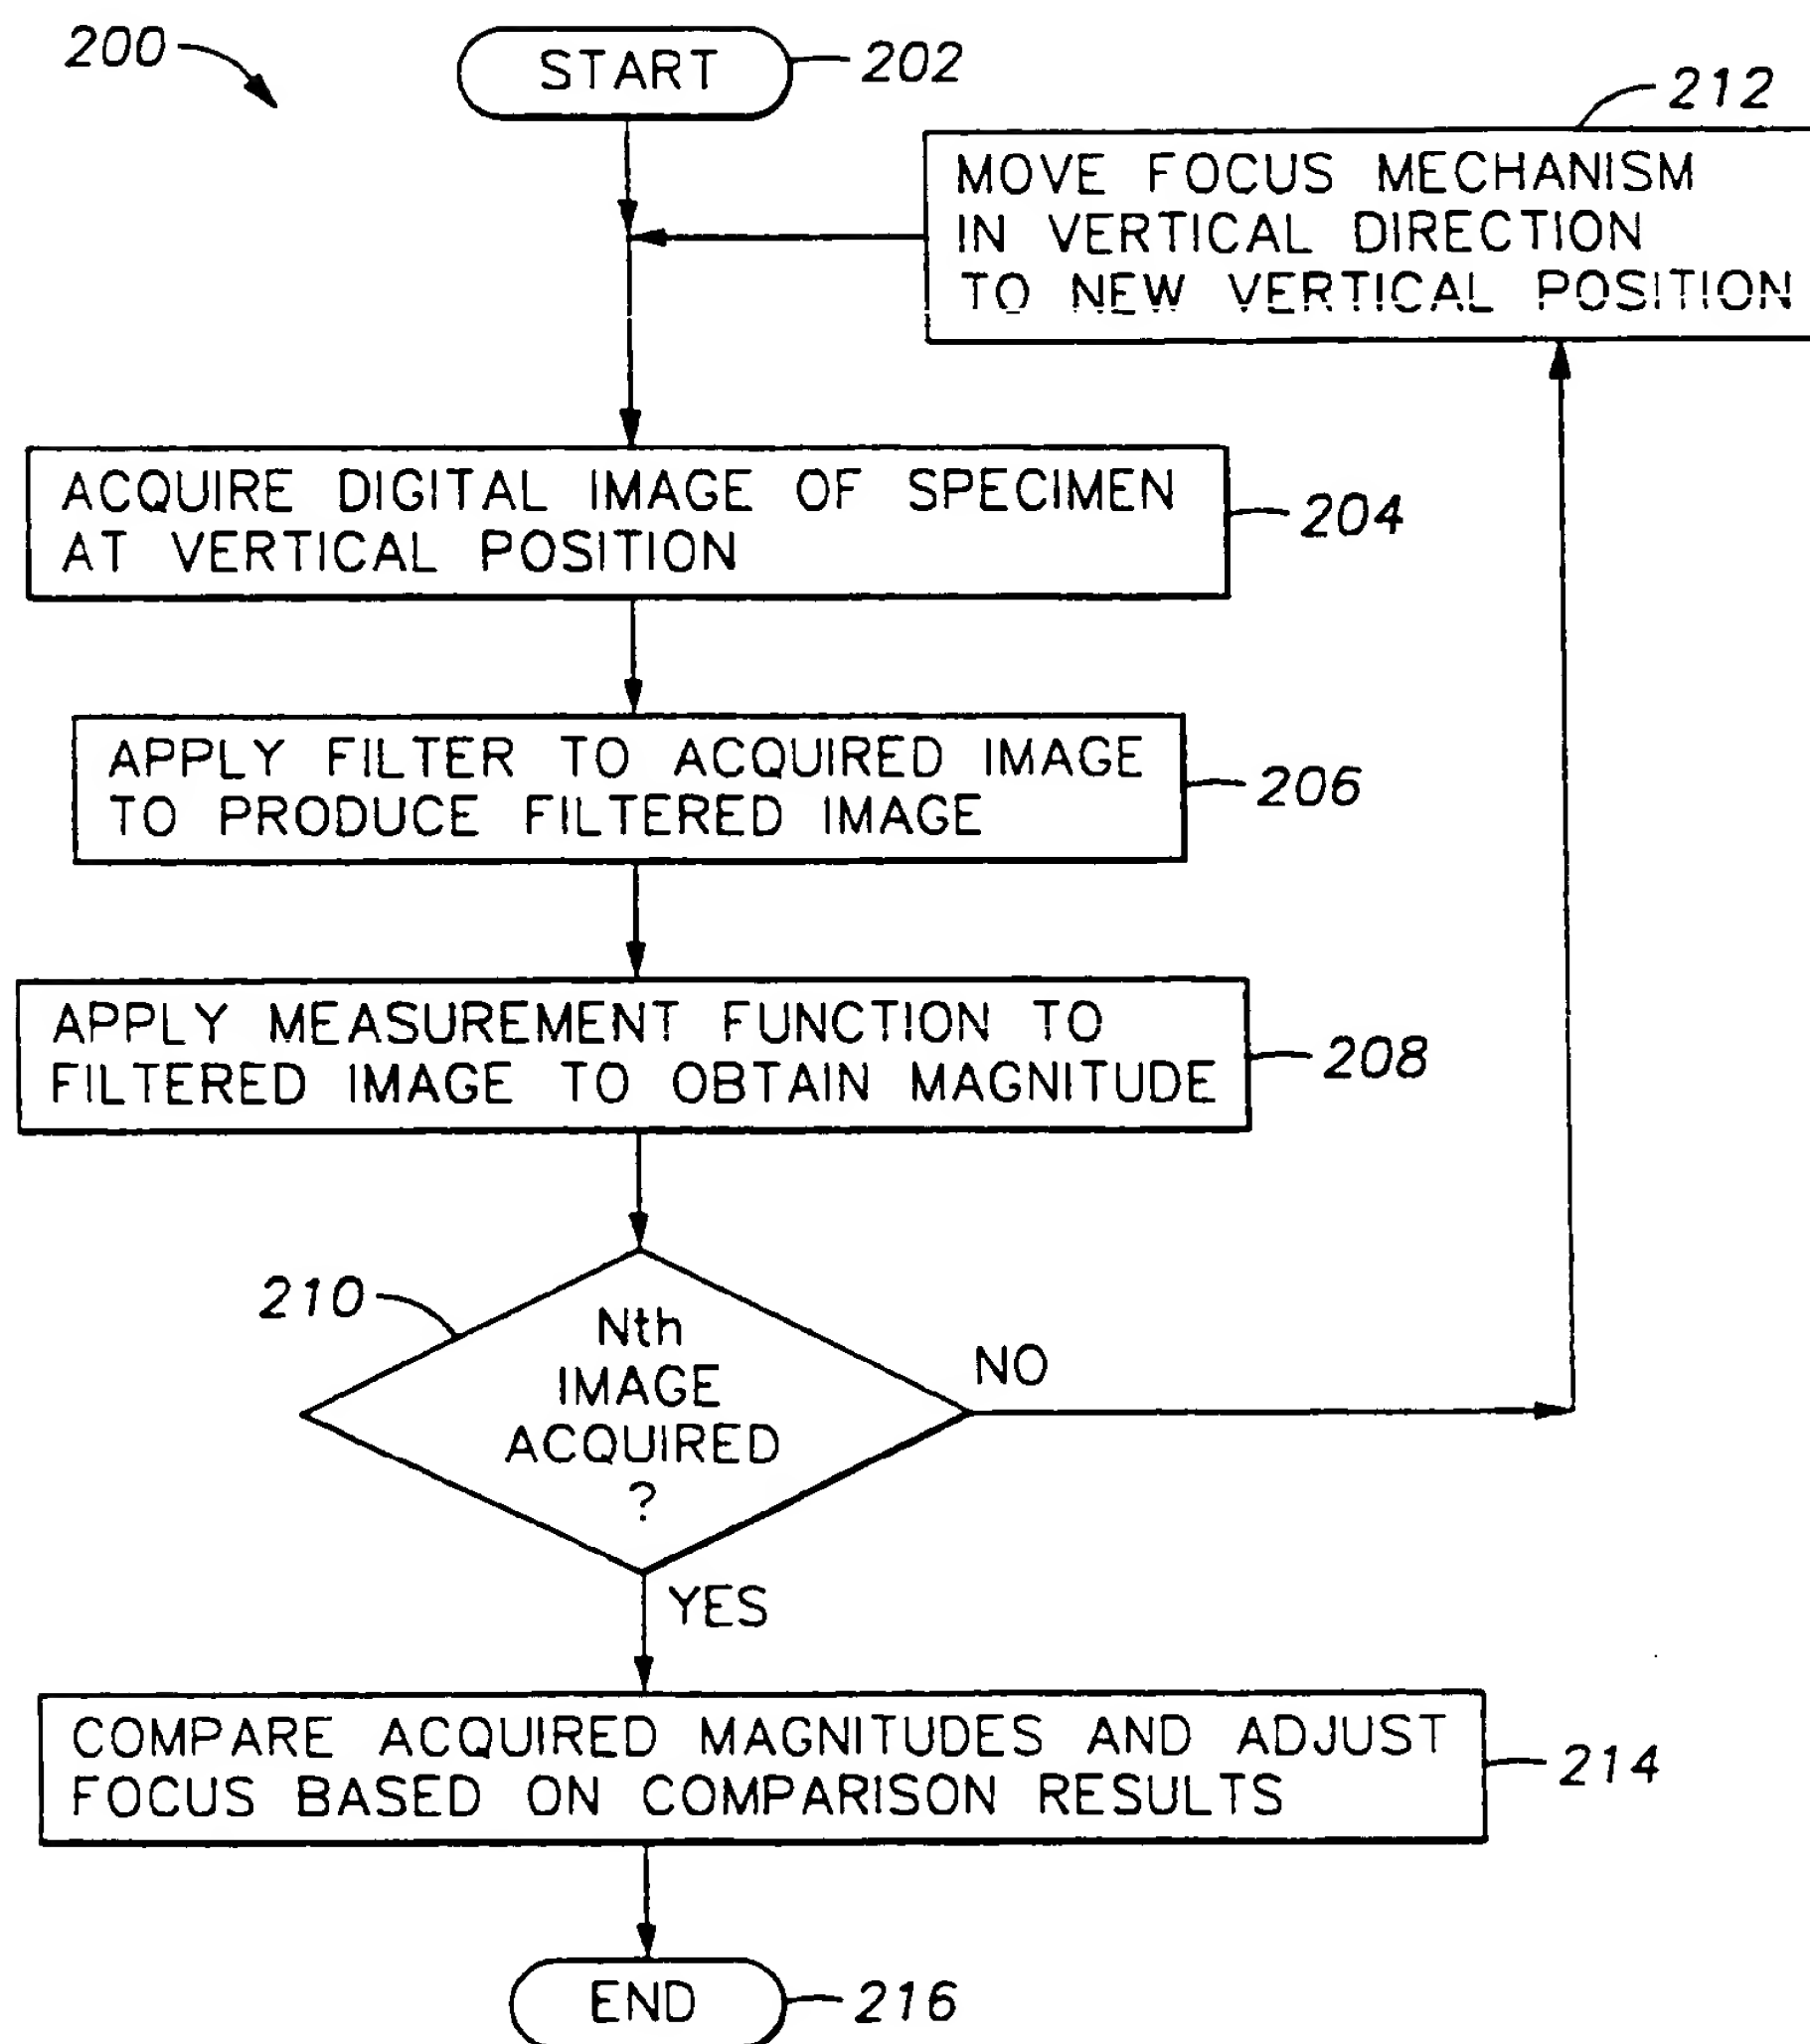 200
START
202
212
MOVE FOCUS MECHANISM
IN VERTICAL DIRECTION
TO NEW VERTICAL POSITION
ACQUIRE DIGITAL IMAGE OF SPECIMEN
AT VERTICAL POSITION
204
APPLY FILTER TO ACQUIRED IMAGE
TO PRODUCE FILTERED IMAGE
206
APPLY MEASUREMENT FUNCTION TO
FILTERED IMAGE TO OBTAIN MAGNITUDE
208
210
Nth
IMAGE
ACQUIRED
?
NO
YES
COMPARE ACQUIRED MAGNITUDES AND ADJUST
FOCUS BASED ON COMPARISON RESULTS
214
END
216